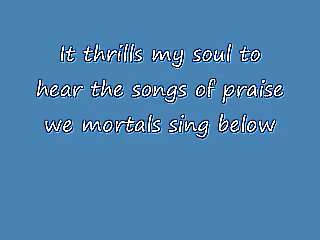 It thrills my soul to
hear the songs of praise
we mortals sing below